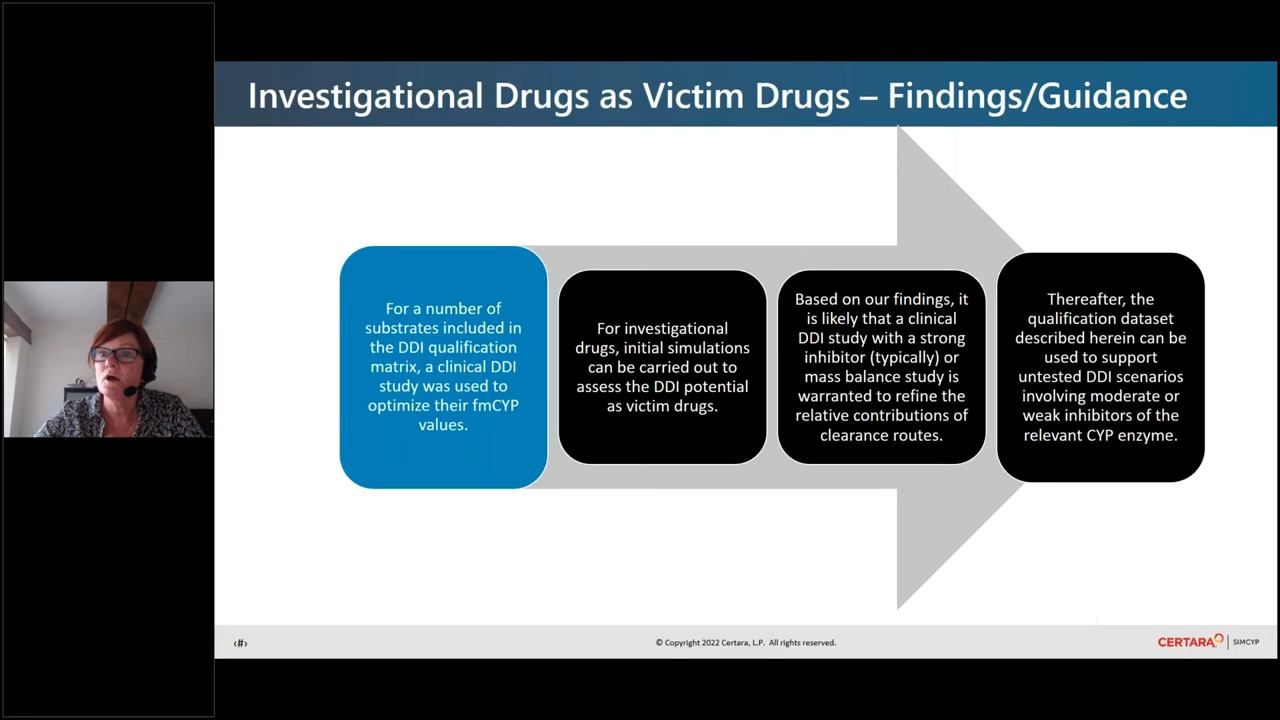 Investigational Drugs as Victim Drugs – Findings/Guidance
For a number of
substrates included in
the DDI qualification
matrix, a clinical DDI
study was used to
optimize their fmCYP
values.
For investigational
drugs, initial simulations
can be carried out to
assess the DDI potential
as victim drugs.
Based on our findings, it
is likely that a clinical
DDI study with a strong
inhibitor (typically) or
mass balance study is
warranted to refine the
relative contributions of
clearance routes.
Thereafter, the
qualification dataset
described herein can be
used to support
untested DDI scenarios
involving moderate or
weak inhibitors of the
relevant CYP enzyme.
‹#›
© Copyright 2022 Certara, L.P. All rights reserved.
CERTARA | SIMCYP